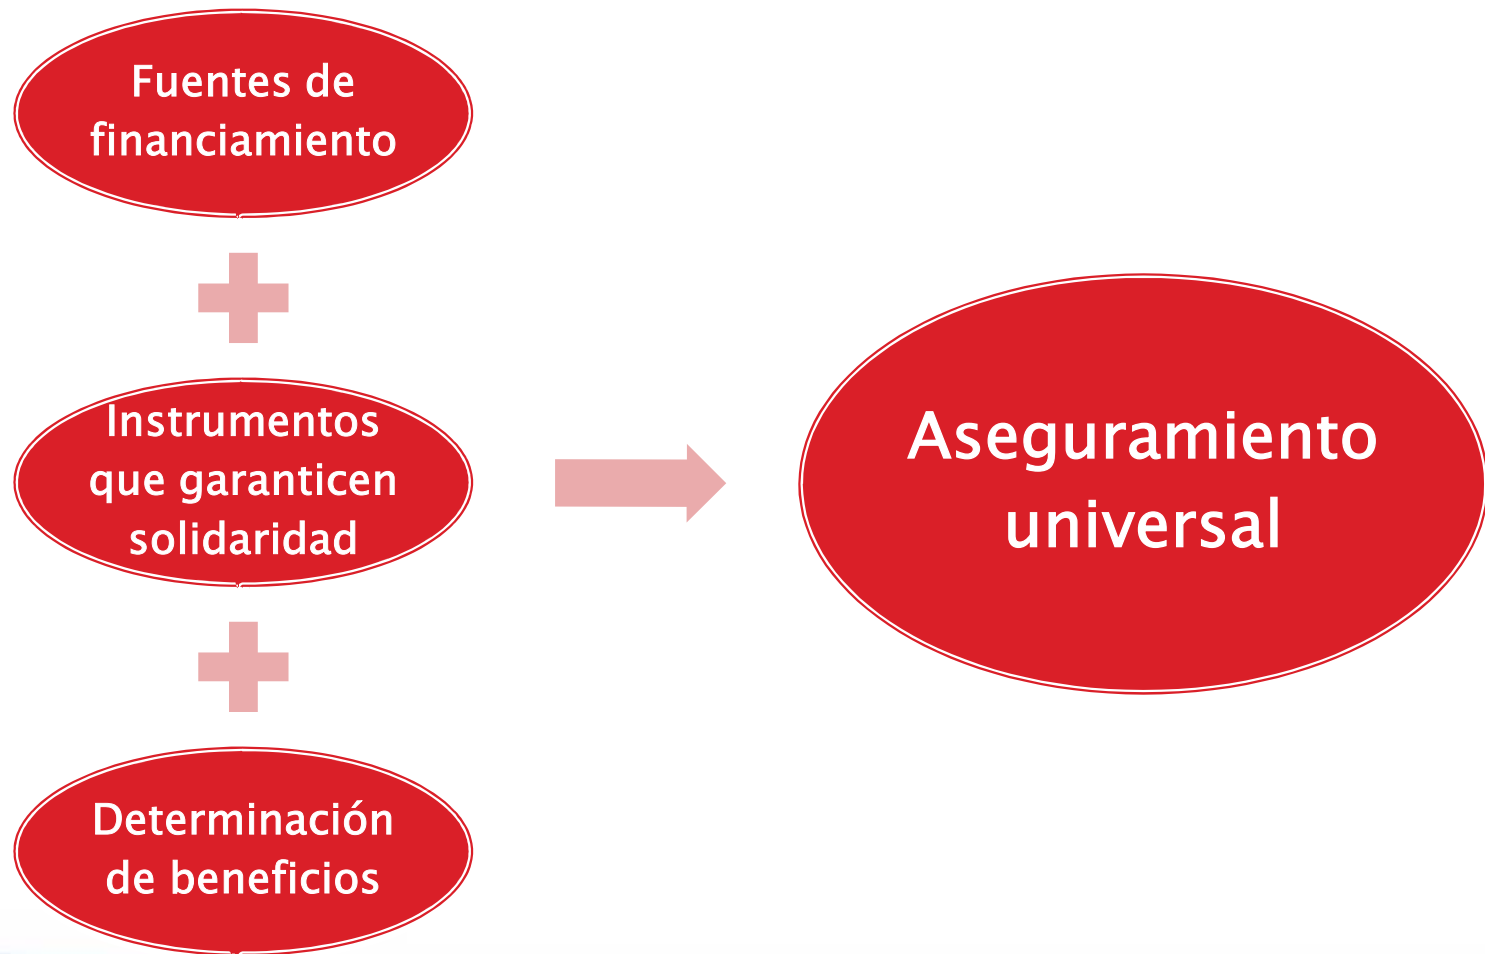 Fuentes de
financiamiento
Instrumentos
que garanticen
solidaridad
Determinación
de beneficios
Aseguramiento
universal